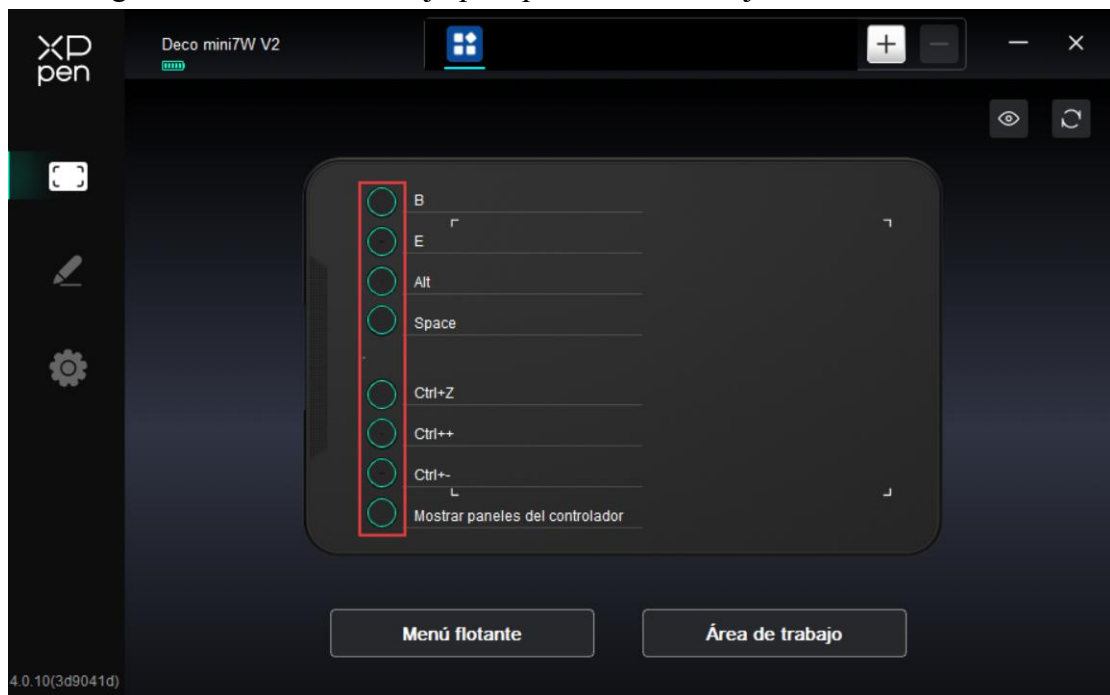 XP
pen
Deco mini7W V2
B
E
Alt
Space
Ctrl+Z
Ctrl++
Ctrl+-
Mostrar paneles del controlador
Menú flotante
Área de trabajo
4.0.10(3d9041d)